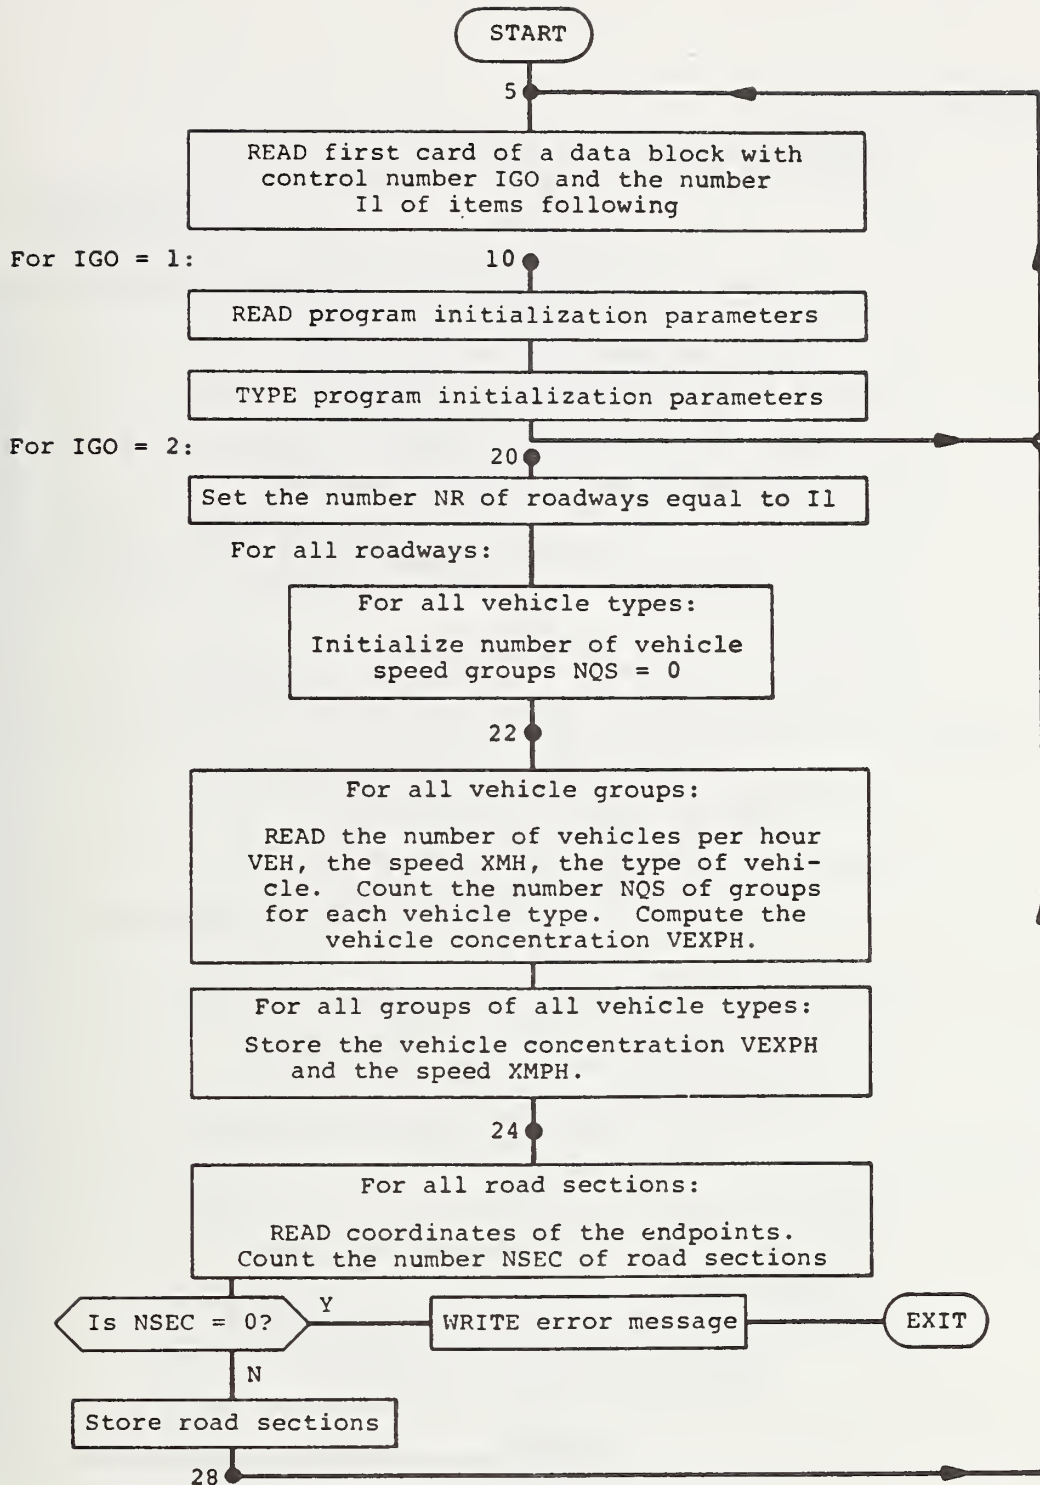 START
5
READ first card of a data block with
control number IGO and the number
I1 of items following
For IGO = 1:
10
READ program initialization parameters
TYPE program initialization parameters
For IGO = 2:
20
Set the number NR of roadways equal to I1
For all roadways:
For all vehicle types:
Initialize number of vehicle
speed groups NQS = 0
22
For all vehicle groups:
READ the number of vehicles per hour
VEH, the speed XMH, the type of vehi-
cle. Count the number NQS of groups
for each vehicle type. Compute the
vehicle concentration VEXPH.
For all groups of all vehicle types:
Store the vehicle concentration VEXPH
and the speed XMPH.
24
For all road sections:
READ coordinates of the endpoints.
Count the number NSEC of road sections
Is NSEC = 0?
Y
WRITE error message
EXIT
N
Store road sections
28